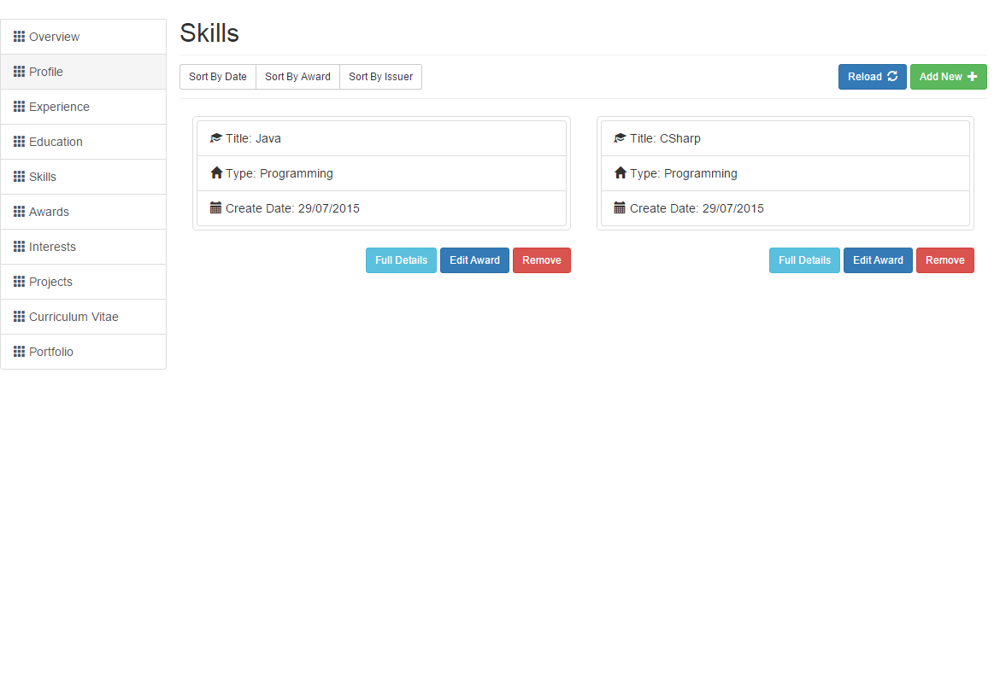 Overview
Profile
Experience
Education
Skills
Awards
Interests
Projects
Curriculum Vitae
Portfolio
Skills
Sort By Date Sort By Award Sort By Issuer Reload Add New
Title: Java
Type: Programming
Create Date: 29/07/2015
Full Details Edit Award Remove
Title: CSharp
Type: Programming
Create Date: 29/07/2015
Full Details Edit Award Remove